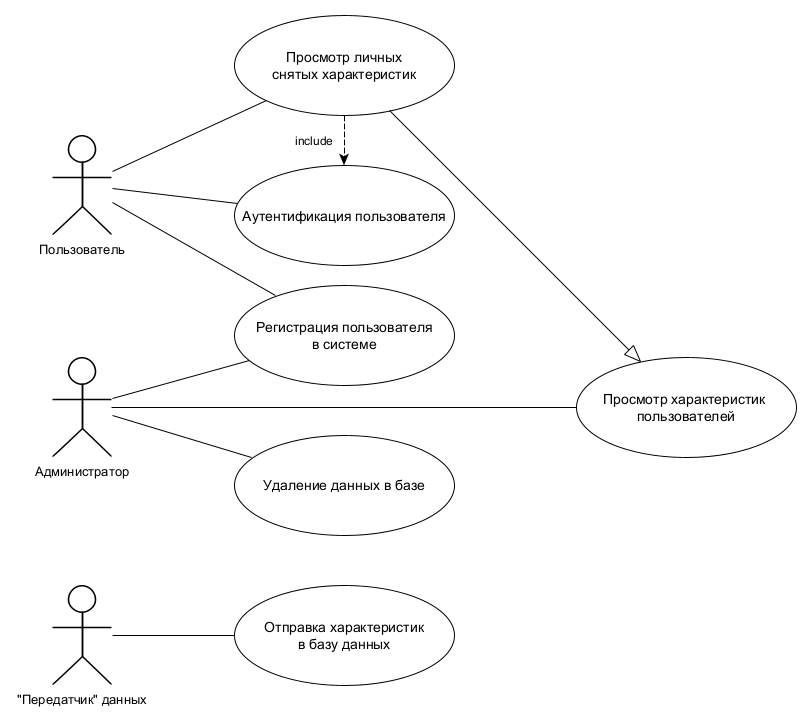 Просмотр личных
снятых характеристик
include
Аутентификация пользователя
Пользователь
Регистрация пользователя
в системе
Просмотр характеристик
пользователей
Администратор
Удаление данных в базе
Отправка характеристик
в базу данных
"Передатчик" данных